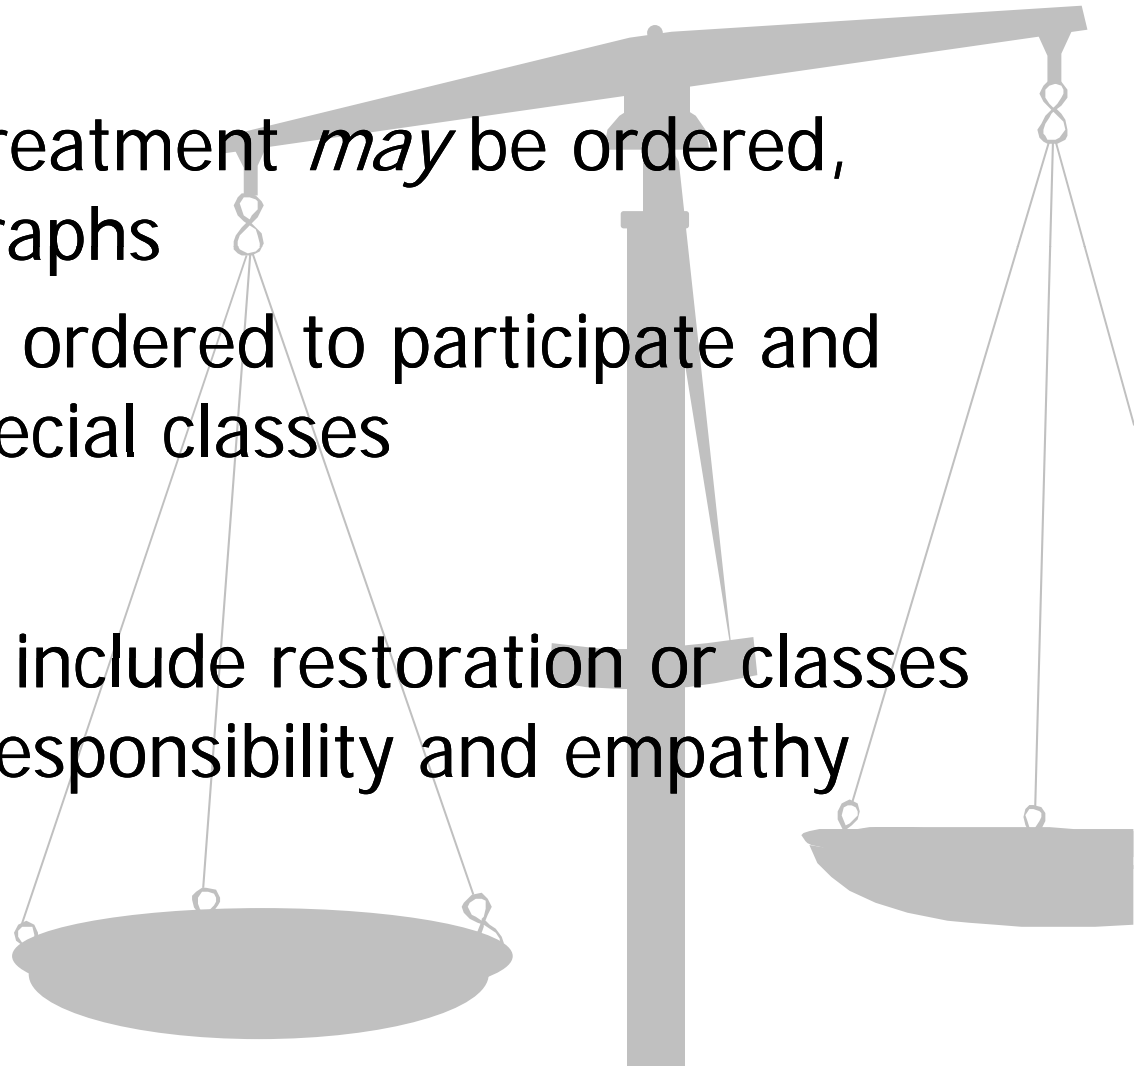 reatment may be ordered,
raphs
ordered to participate and
ecial classes
include restoration or classes
esponsibility and empathy